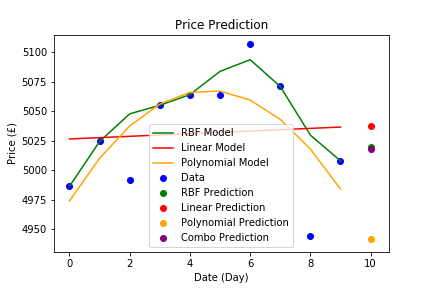 Price Prediction
Price (£)
5100
5075
5050
5025
5000
4975
4950
RBF Model
Linear Model
Polynomial Model
Data
RBF Prediction
Linear Prediction
Polynomial Prediction
Combo Prediction
0 2 4 6 8 10
Date (Day)